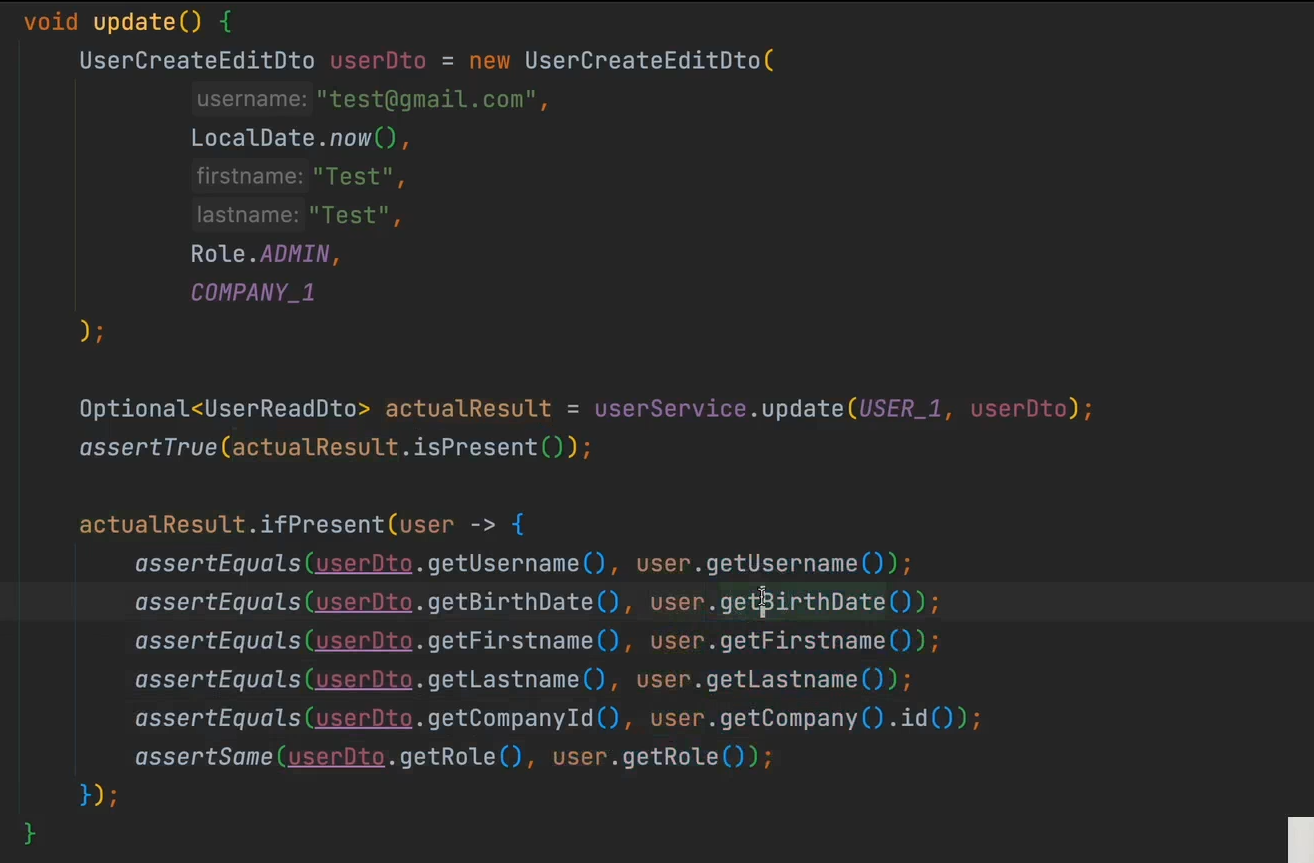 void update() {
UserCreateEditDto userDto = new UserCreateEditDto(
username: "test@gmail.com",
LocalDate.now(),
firstname: "Test",
lastname: "Test",
Role.ADMIN,
COMPANY_1
);
Optional<UserReadDto> actualResult = userService.update(USER_1, userDto);
assertTrue(actualResult.isPresent());
actualResult.ifPresent(user -> {
assertEquals(userDto.getUsername(), user.getUsername());
assertEquals(userDto.getBirthDate(), user.getBirthDate());
assertEquals(userDto.getFirstname(), user.getFirstname());
assertEquals(userDto.getLastname(), user.getLastname());
assertEquals(userDto.getCompanyId(), user.getCompany().id());
assertSame(userDto.getRole(), user.getRole());
});
}